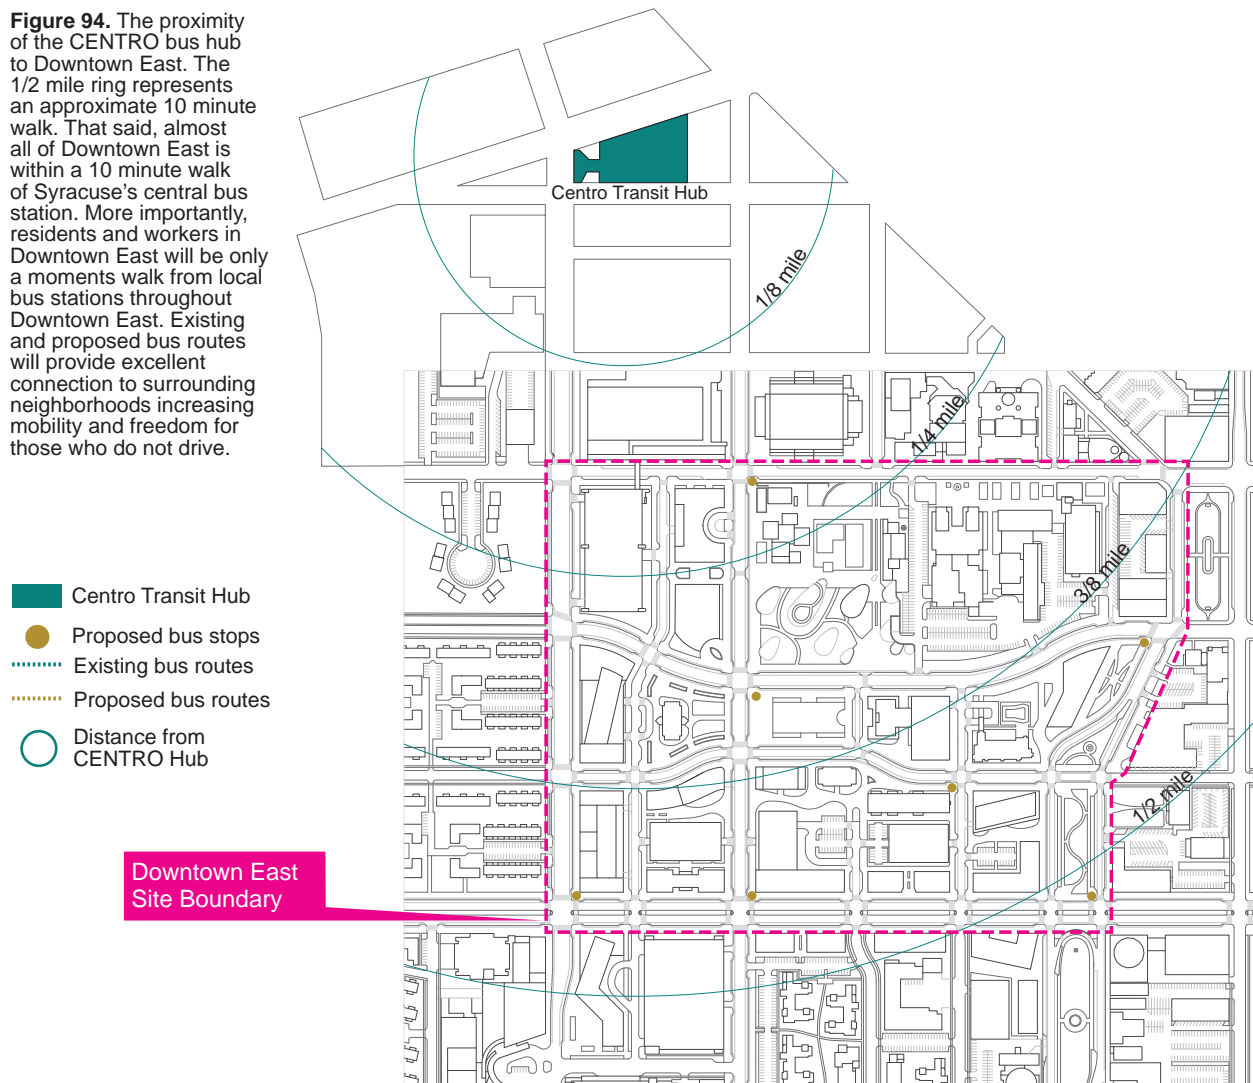 Figure 94. The proximity
of the CENTRO bus hub
to Downtown East. The
1/2 mile ring represents
an approximate 10 minute
walk. That said, almost
all of Downtown East is
within a 10 minute walk
of Syracuse’s central bus
station. More importantly,
residents and workers in
Downtown East will be only
a moments walk from local
bus stations throughout
Downtown East. Existing
and proposed bus routes
will provide excellent
connection to surrounding
neighborhoods increasing
mobility and freedom for
those who do not drive.
Centro Transit Hub
1/8 mile
1/4 mile
3/8 mile
1/2 mile
Centro Transit Hub
Proposed bus stops
Existing bus routes
Proposed bus routes
Distance from
CENTRO Hub
Downtown East
Site Boundary